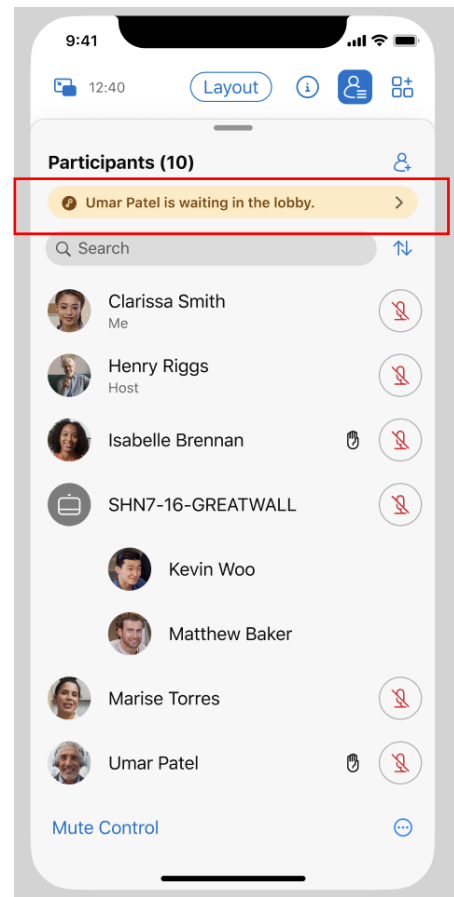 9:41
12:40
Layout
Participants (10)
Umar Patel is waiting in the lobby.
Search
Clarissa Smith
Me
Henry Riggs
Host
Isabelle Brennan
SHN7-16-GREATWALL
Kevin Woo
Matthew Baker
Marise Torres
Umar Patel
Mute Control